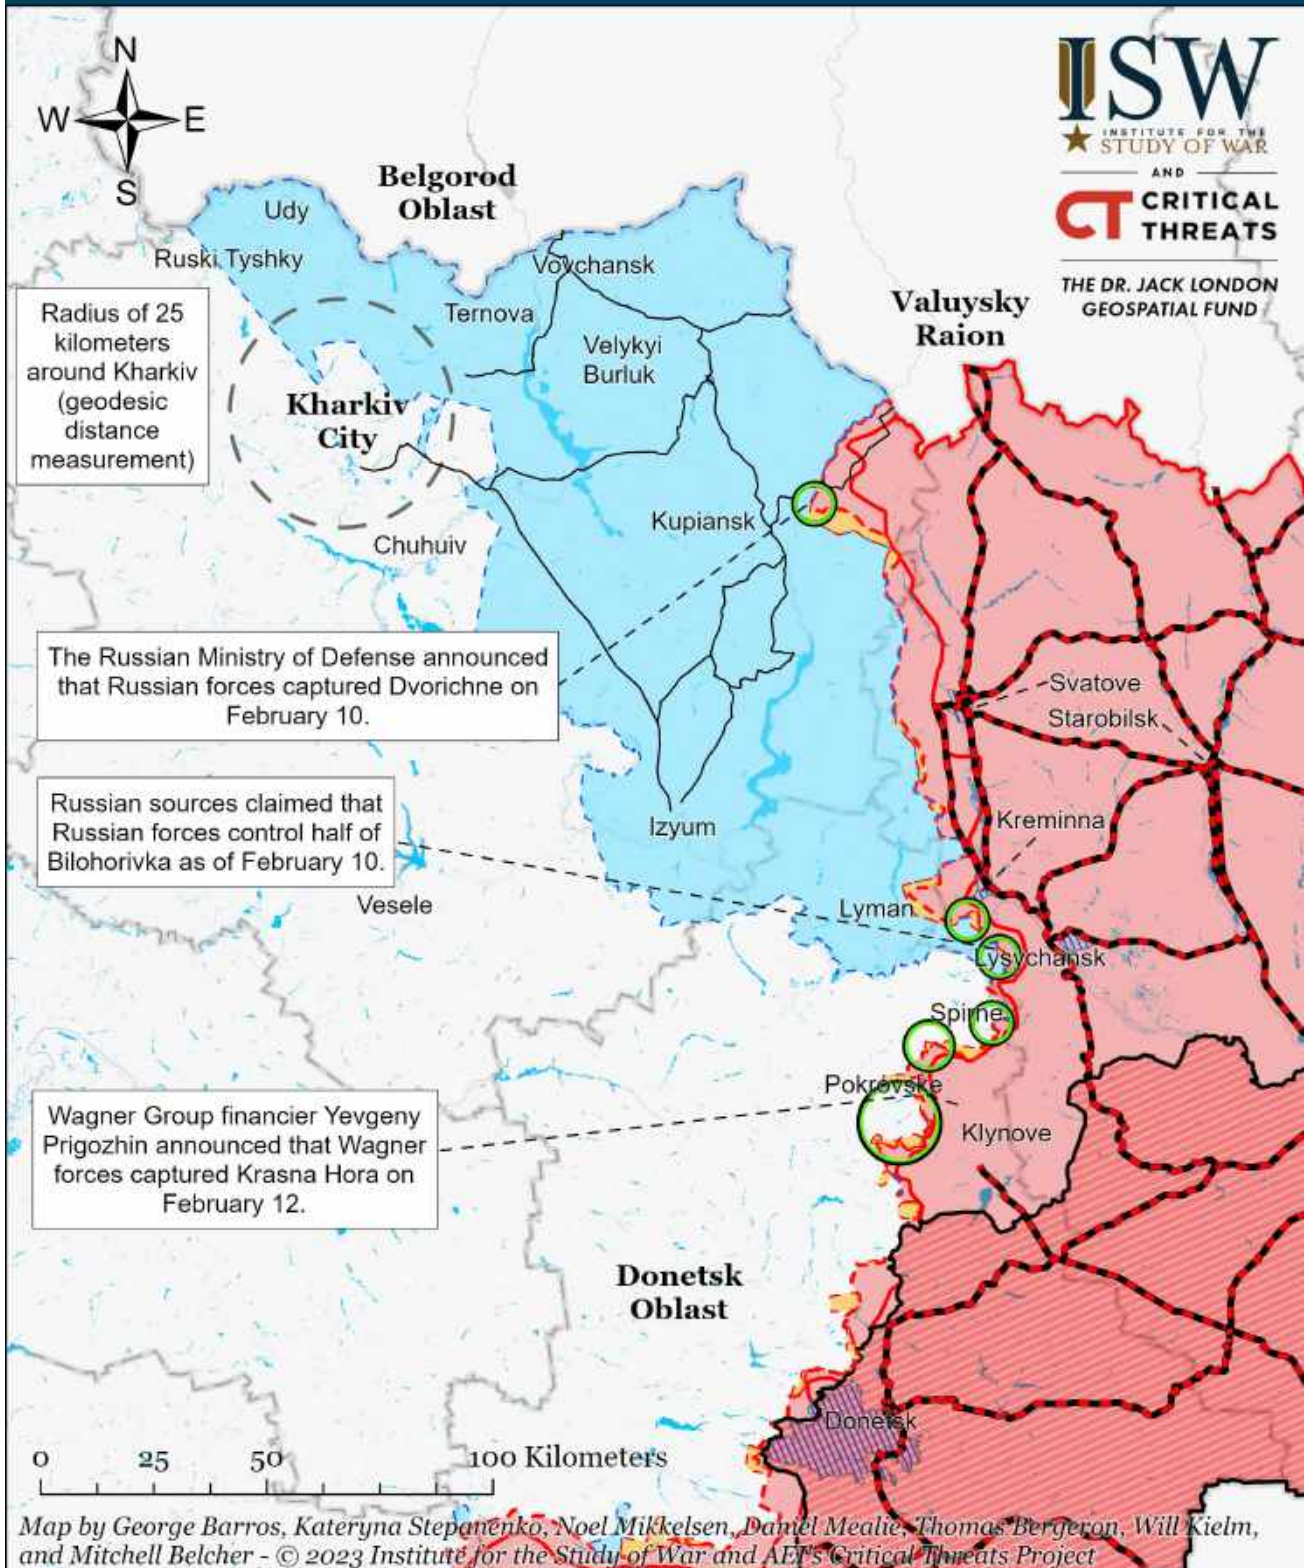 N
W E
S
ISW
INSTITUTE FOR THE
STUDY OF WAR
AND
CT CRITICAL
THREATS
THE DR. JACK LONDON
GEOSPATIAL FUND
Belgorod
Oblast
Udy
Ruski Tyshky
Vovchansk
Ternova
Valuysky
Raion
Radius of 25
kilometers
around Kharkiv
(geodesic
distance
measurement)
Velykyi
Burluk
Kharkiv
City
Kupiansk
Chuhuiv
The Russian Ministry of Defense announced
that Russian forces captured Dvorichne on
February 10.
Svatove
Starobilsk
Russian sources claimed that
Russian forces control half of
Bilohorivka as of February 10.
Izyum
Kreminna
Vesele
Lyman
Lysychansk
Spirne
Pokrovske
Wagner Group financier Yevgeny
Prigozhin announced that Wagner
forces captured Krasna Hora on
February 12.
Klynove
Donetsk
Oblast
Donetsk
0 25 50 100 Kilometers
Map by George Barros, Kateryna Stepanenko, Noel Mikkelsen, Daniel Mealie, Thomas Bergeron, Will Kielm,
and Mitchell Belcher - © 2023 Institute for the Study of War and AEI's Critical Threats Project